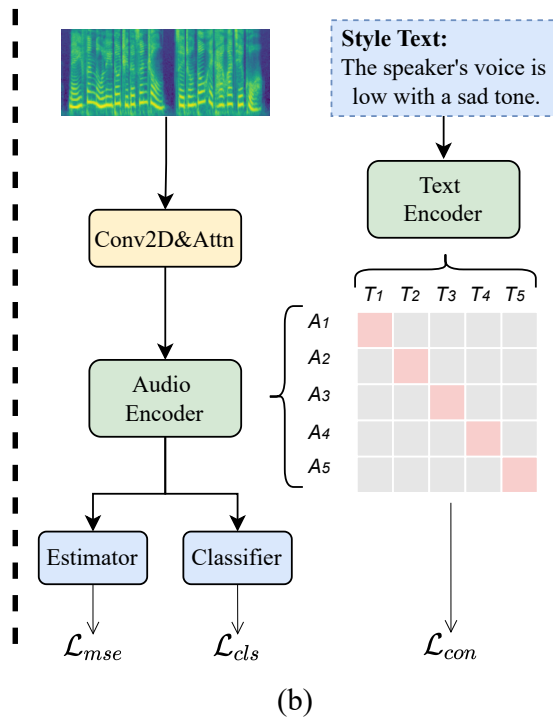 Style Text:
The speaker's voice is
low with a sad tone.
Text
Encoder
Conv2D&Attn
T1 T2 T3 T4 T5
A1
A2
A3
A4
A5
Audio
Encoder
Estimator
Classifier
ℒmse
ℒcls
ℒcon
(b)